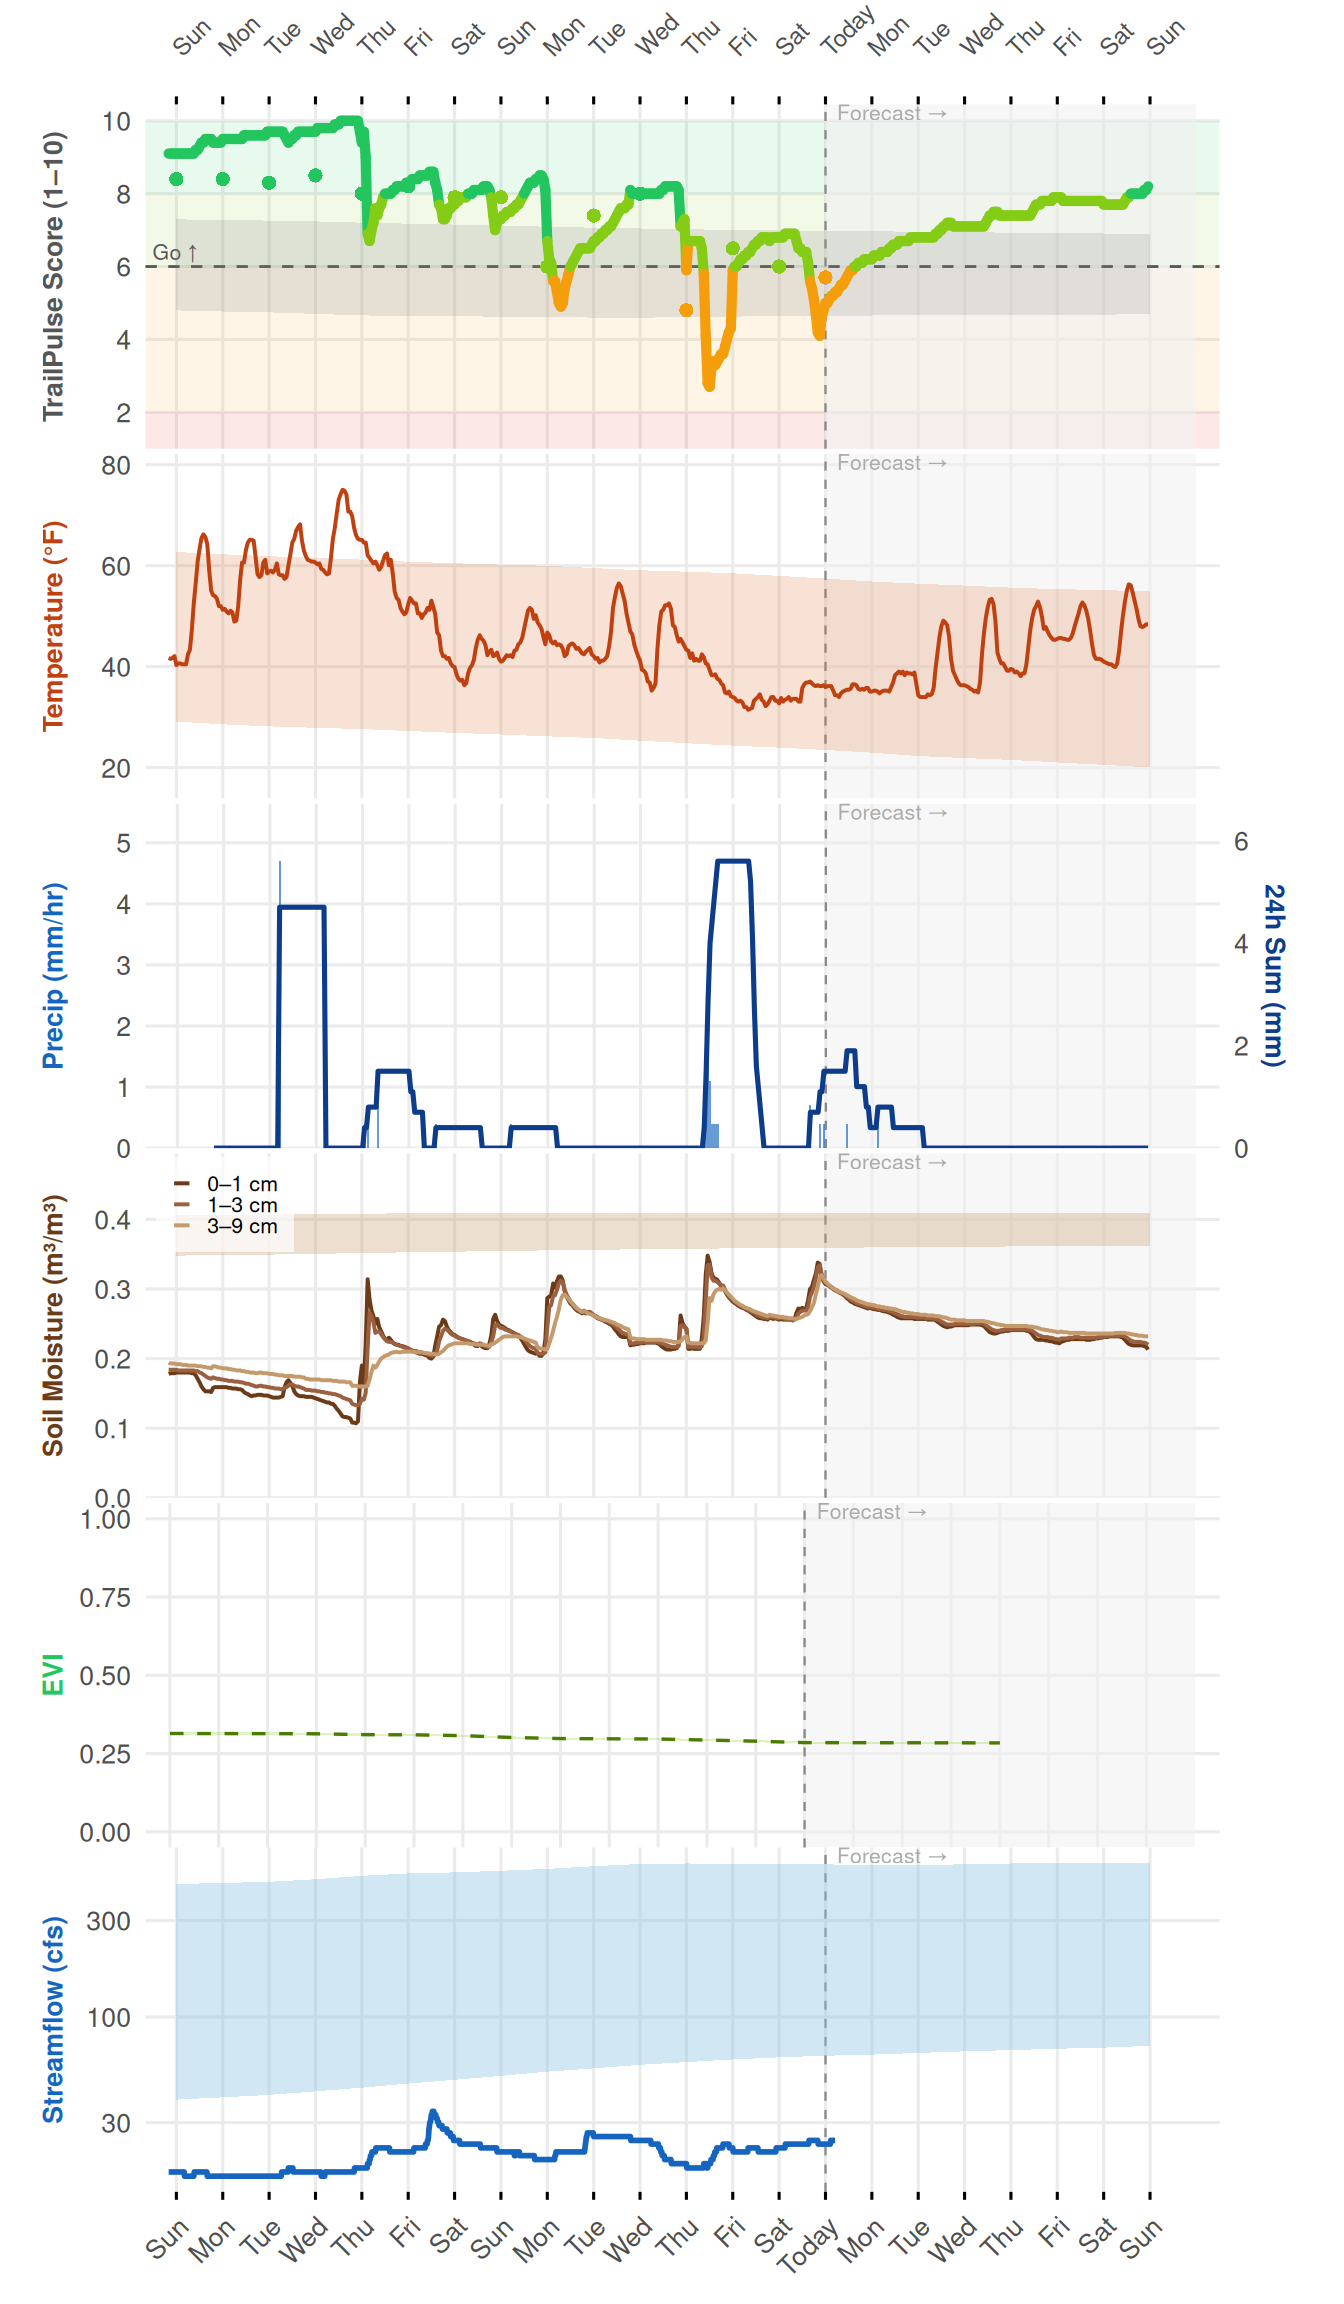 Sun Mon Tue Wed Thu Fri Sat Sun Mon Tue Wed Thu Fri Sat Today Mon Tue Wed Thu Fri Sat Sun
TrailPulse Score (1–10)
10
8
6
4
2
Go ↑
Forecast →
Temperature (°F)
80
60
40
20
Forecast →
Precip (mm/hr)
5
4
3
2
1
0
Forecast →
24h Sum (mm)
6
4
2
0
Soil Moisture (m³/m³)
0.4
0.3
0.2
0.1
0.0
Forecast →
0–1 cm
1–3 cm
3–9 cm
EVI
1.00
0.75
0.50
0.25
0.00
Forecast →
Streamflow (cfs)
300
100
30
Forecast →
Sun Mon Tue Wed Thu Fri Sat Sun Mon Tue Wed Thu Fri Sat Today Mon Tue Wed Thu Fri Sat Sun